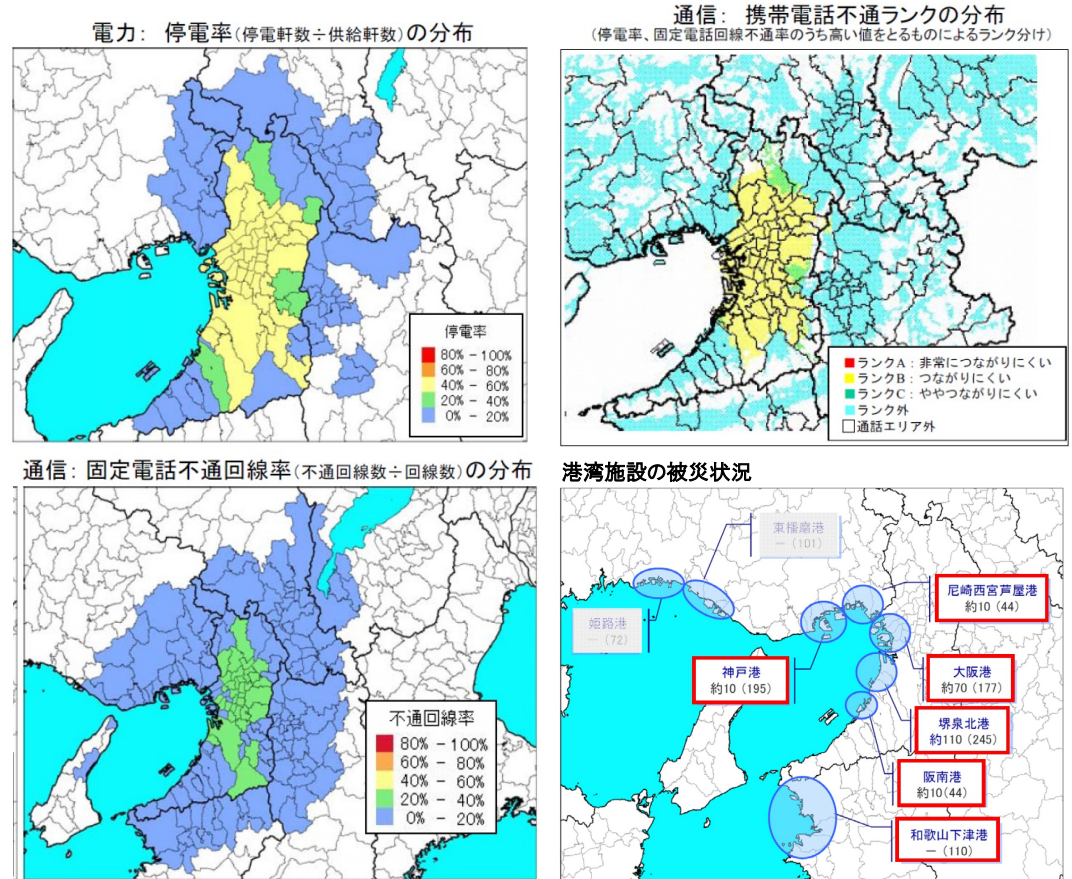 電力： 停電率(停電軒数÷供給軒数)の分布
停電率
80% - 100%
60% - 80%
40% - 60%
20% - 40%
0% - 20%
通信： 携帯電話不通ランクの分布
(停電率、固定電話回線不通率のうち高い値をとるものによるランク分け)
ランクA：非常につながりにくい
ランクB：つながりにくい
ランクC：ややつながりにくい
ランク外
通話エリア外
通信：固定電話不通回線率(不通回線数÷回線数)の分布
不通回線率
80% - 100%
60% - 80%
40% - 60%
20% - 40%
0% - 20%
港湾施設の被災状況
東播磨港
－（101）
姫路港
－（72）
尼崎西宮芦屋港
約10（44）
神戸港
約10（195）
大阪港
約70（177）
堺泉北港
約110（245）
阪南港
約10(44)
和歌山下津港
－（110）